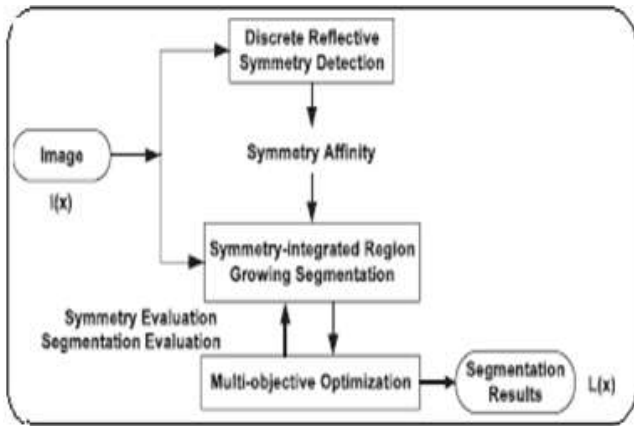 Discrete Reflective
Symmetry Detection
Image
Symmetry Affinity
I(x)
Symmetry-integrated Region
Growing Segmentation
Symmetry Evaluation
Segmentation Evaluation
Multi-objective Optimization
Segmentation
Results
L(x)